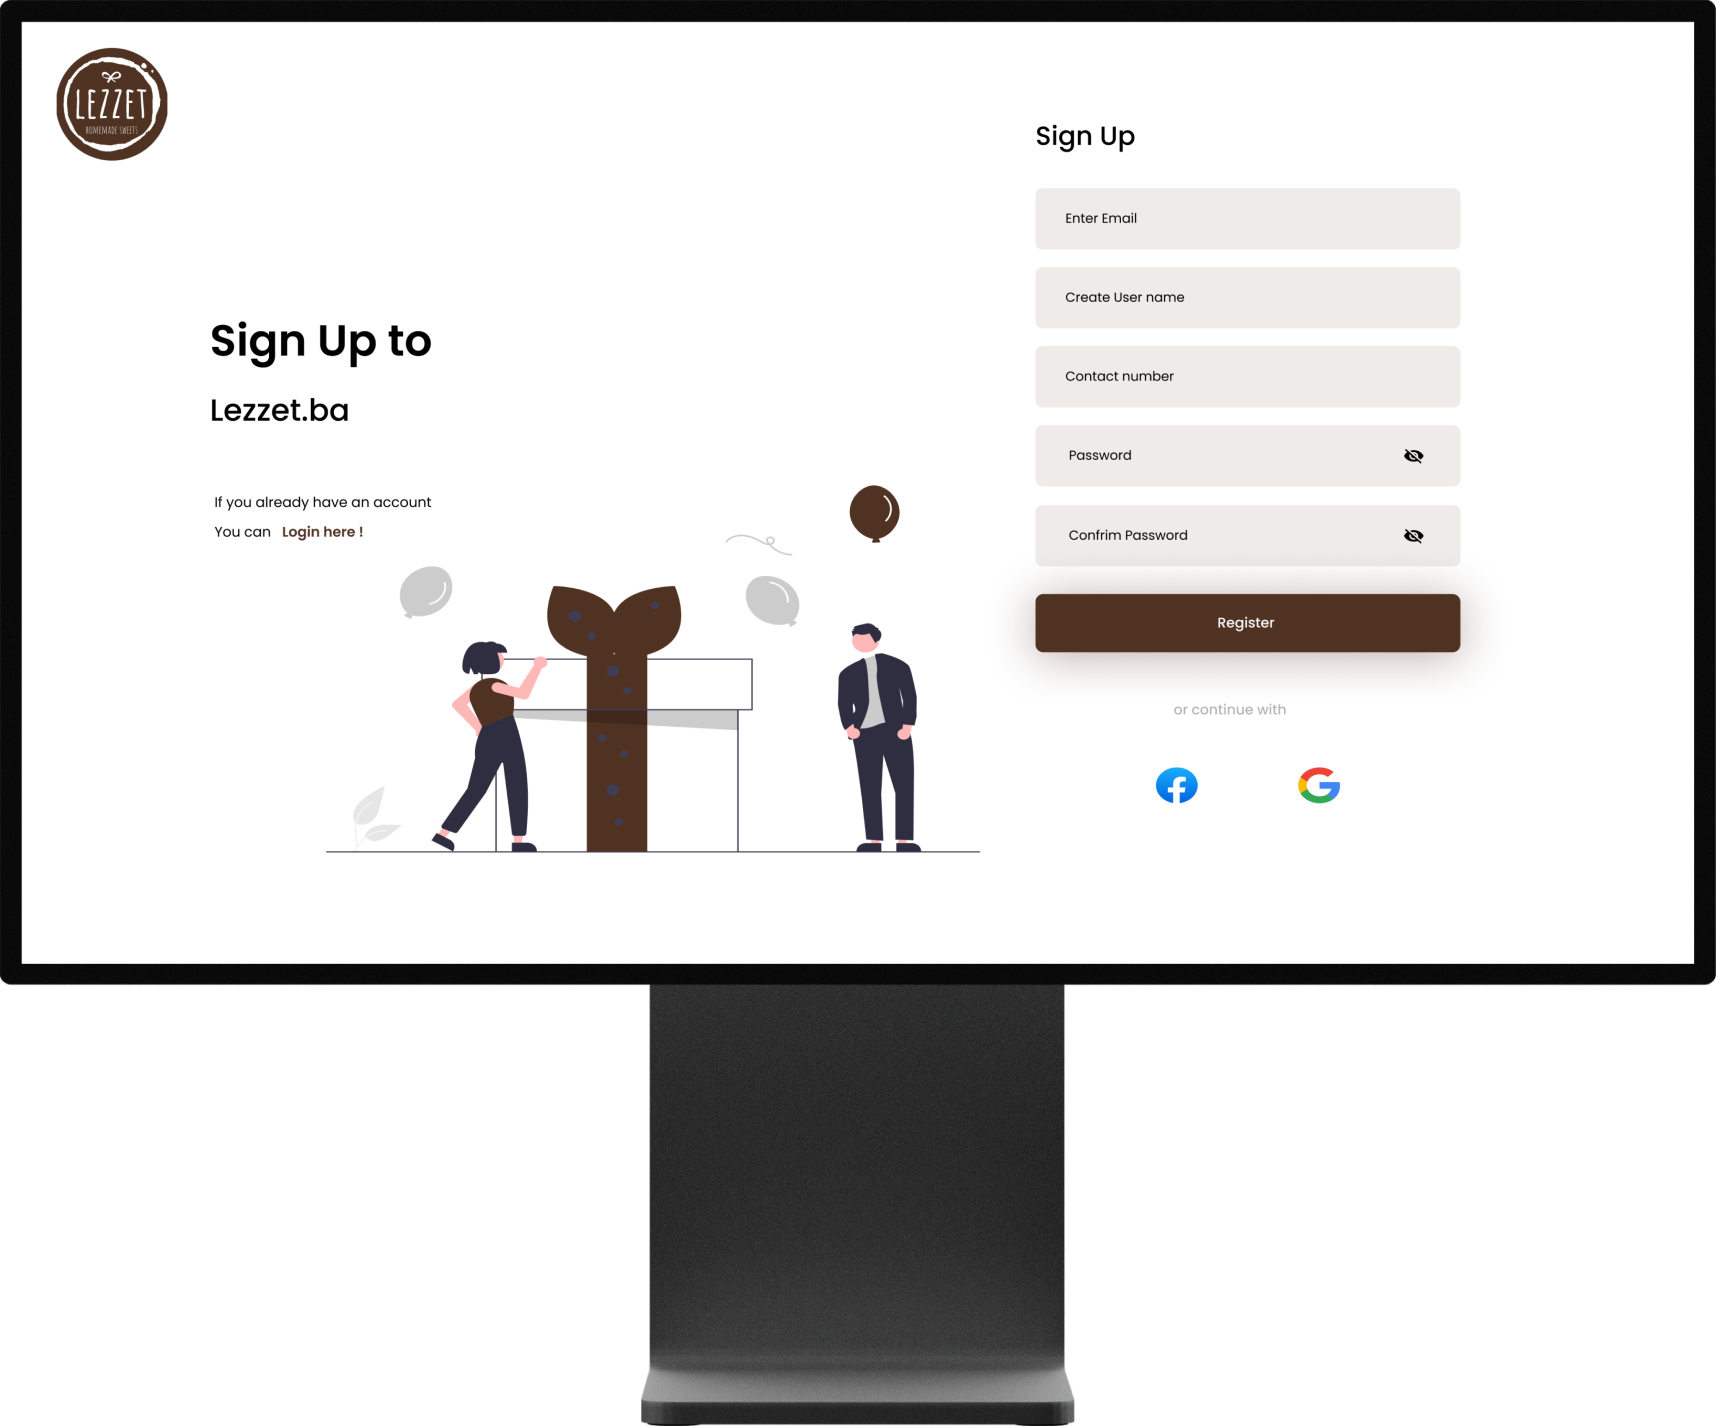 LEZZET
HOMEMADE SWEETS
Sign Up to
Lezzet.ba
If you already have an account
You can Login here !
Sign Up
Enter Email
Create User name
Contact number
Password
Confrim Password
Register
or continue with